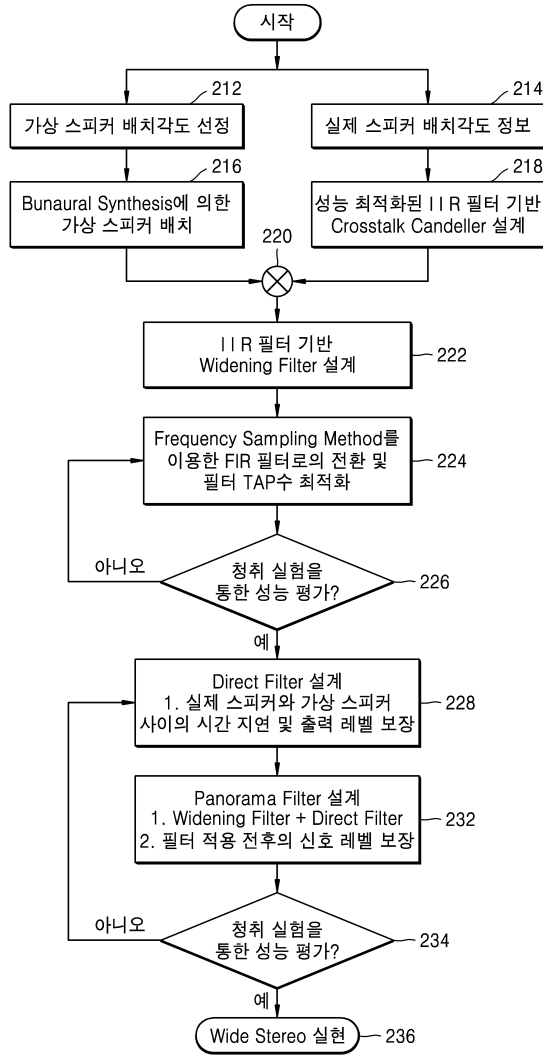 시작
212
가상 스피커 배치각도 선정
214
실제 스피커 배치각도 정보
216
Bunaural Synthesis에 의한
가상 스피커 배치
218
성능 최적화된 IIR 필터 기반
Crosstalk Candeller 설계
220
IIR 필터 기반
Widening Filter 설계
222
Frequency Sampling Method를
이용한 FIR 필터로의 전환 및
필터 TAP수 최적화
224
아니오
청취 실험을
통한 성능 평가?
226
예
Direct Filter 설계
1. 실제 스피커와 가상 스피커
사이의 시간 지연 및 출력 레벨 보장
228
Panorama Filter 설계
1. Widening Filter + Direct Filter
2. 필터 적용 전후의 신호 레벨 보장
232
아니오
청취 실험을
통한 성능 평가?
234
예
Wide Stereo 실현
236